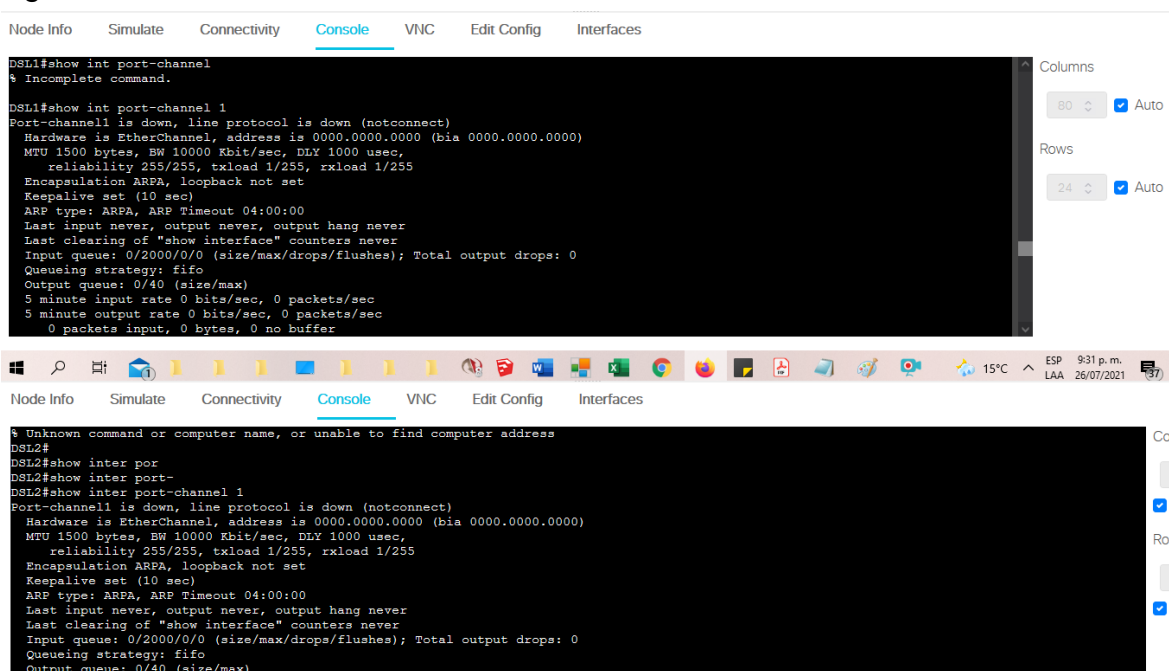 Node Info Simulate Connectivity Console VNC Edit Config Interfaces
DSL1#show int port-channel
% Incomplete command.
DSL1#show int port-channel 1
Port-channel1 is down, line protocol is down (notconnect)
Hardware is EtherChannel, address is 0000.0000.0000 (bia 0000.0000.0000)
MTU 1500 bytes, BW 10000 Kbit/sec, DLY 1000 usec,
reliability 255/255, txload 1/255, rxload 1/255
Encapsulation ARPA, loopback not set
Keepalive set (10 sec)
ARP type: ARPA, ARP Timeout 04:00:00
Last input never, output never, output hang never
Last clearing of "show interface" counters never
Input queue: 0/2000/0/0 (size/max/drops/flushes); Total output drops: 0
Queueing strategy: fifo
Output queue: 0/40 (size/max)
5 minute input rate 0 bits/sec, 0 packets/sec
5 minute output rate 0 bits/sec, 0 packets/sec
0 packets input, 0 bytes, 0 no buffer
Columns
80 Auto
Rows
24 Auto
15°C ESP 9:31 p. m.
LAA 26/07/2021 37
Node Info Simulate Connectivity Console VNC Edit Config Interfaces
% Unknown command or computer name, or unable to find computer address
DSL2#
DSL2#show inter por
DSL2#show inter port-
DSL2#show inter port-channel 1
Port-channel1 is down, line protocol is down (notconnect)
Hardware is EtherChannel, address is 0000.0000.0000 (bia 0000.0000.0000)
MTU 1500 bytes, BW 10000 Kbit/sec, DLY 1000 usec,
reliability 255/255, txload 1/255, rxload 1/255
Encapsulation ARPA, loopback not set
Keepalive set (10 sec)
ARP type: ARPA, ARP Timeout 04:00:00
Last input never, output never, output hang never
Last clearing of "show interface" counters never
Input queue: 0/2000/0/0 (size/max/drops/flushes); Total output drops: 0
Queueing strategy: fifo
Output queue: 0/40 (size/max)
Co
Ro